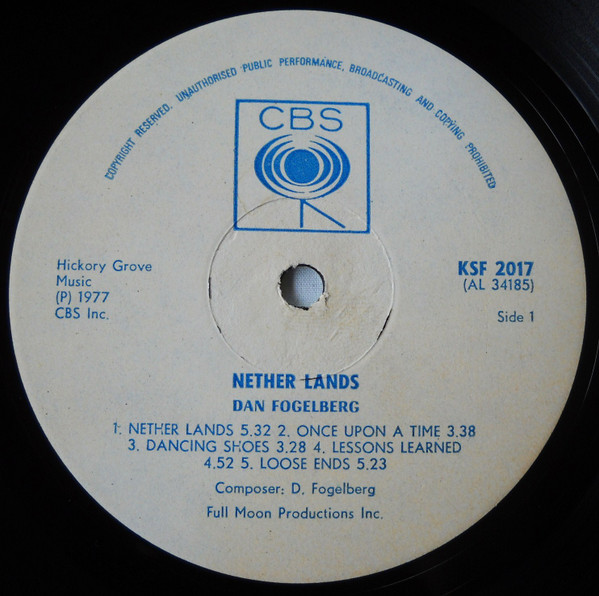 COPYRIGHT RESERVED. UNAUTHORISED PUBLIC PERFORMANCE, BROADCASTING AND COPYING PROHIBITED
CBS
Hickory Grove
Music
(P) 1977
CBS Inc.
KSF 2017
(AL 34185)
Side 1
NETHER LANDS
DAN FOGELBERG
1. NETHER LANDS 5.32 2. ONCE UPON A TIME 3.38
3. DANCING SHOES 3.28 4. LESSONS LEARNED
4.52 5. LOOSE ENDS 5.23
Composer: D. Fogelberg
Full Moon Productions Inc.